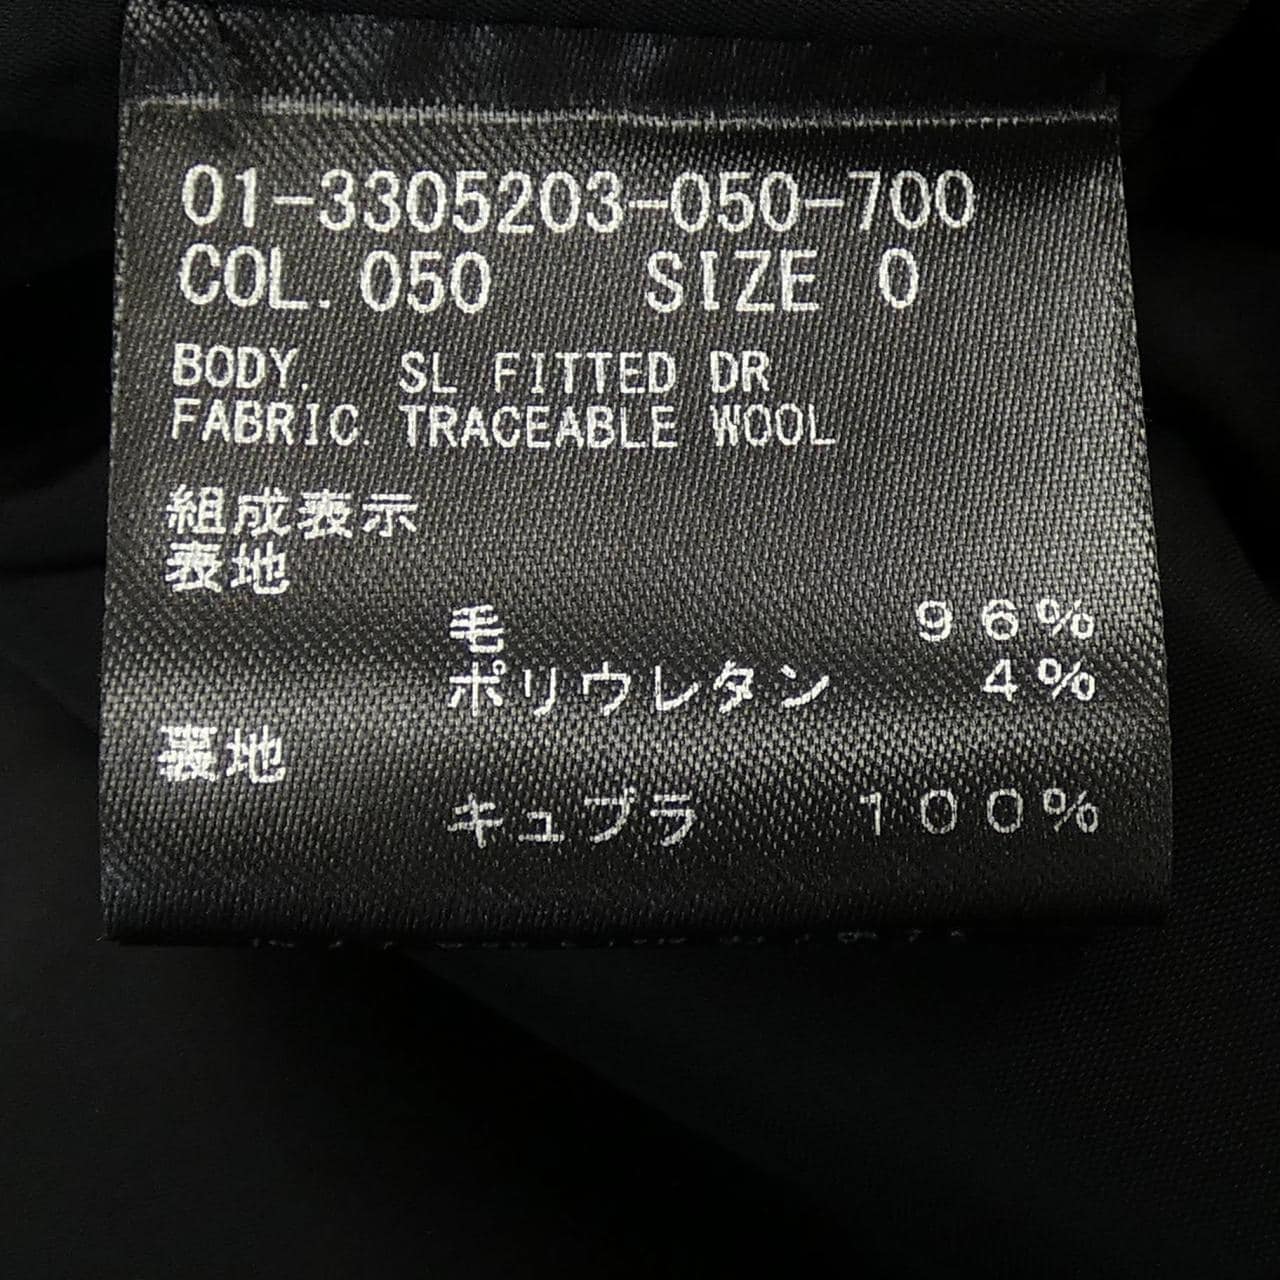 01-3305203-050-700
COL. 050 SIZE 0
BODY. SL FITTED DR
FABRIC. TRACEABLE WOOL
組成表示
表地
毛 96%
ポリウレタン 4%
裏地
キュプラ 100%